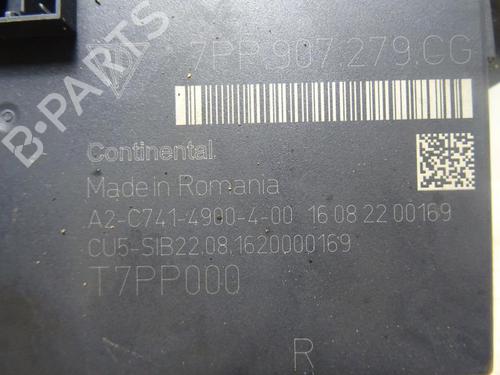 7PP.907.279.CG
Continental
Made in Romania
A2-C741-4900-4-00 16 08 22 00169
CU5-SIB22.08.1620000169
T7PP000
R
B-PARTS